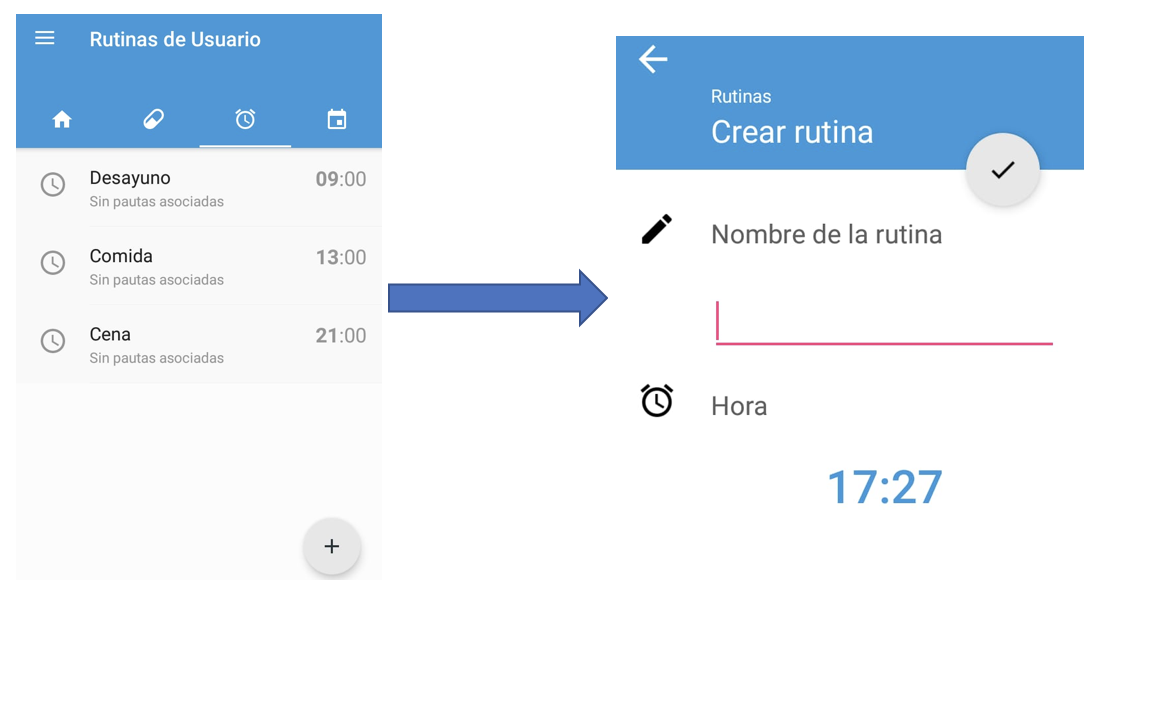 Rutinas de Usuario
Desayuno 09:00
Sin pautas asociadas
Comida 13:00
Sin pautas asociadas
Cena 21:00
Sin pautas asociadas
Rutinas
Crear rutina
Nombre de la rutina
Hora
17:27